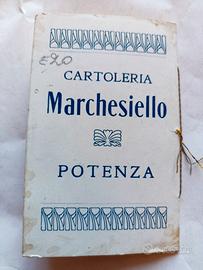 £20
CARTOLERIA
Marchesiello
POTENZA